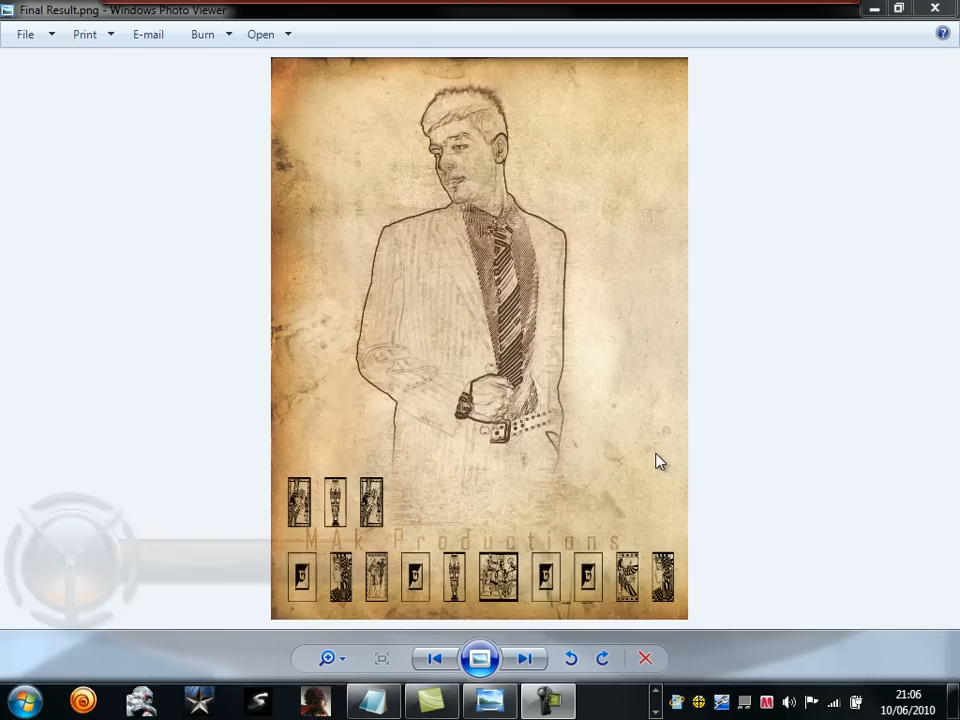 Final Result.png - Windows Photo Viewer
File Print E-mail Burn Open
MAk Productions
21:06
10/06/2010